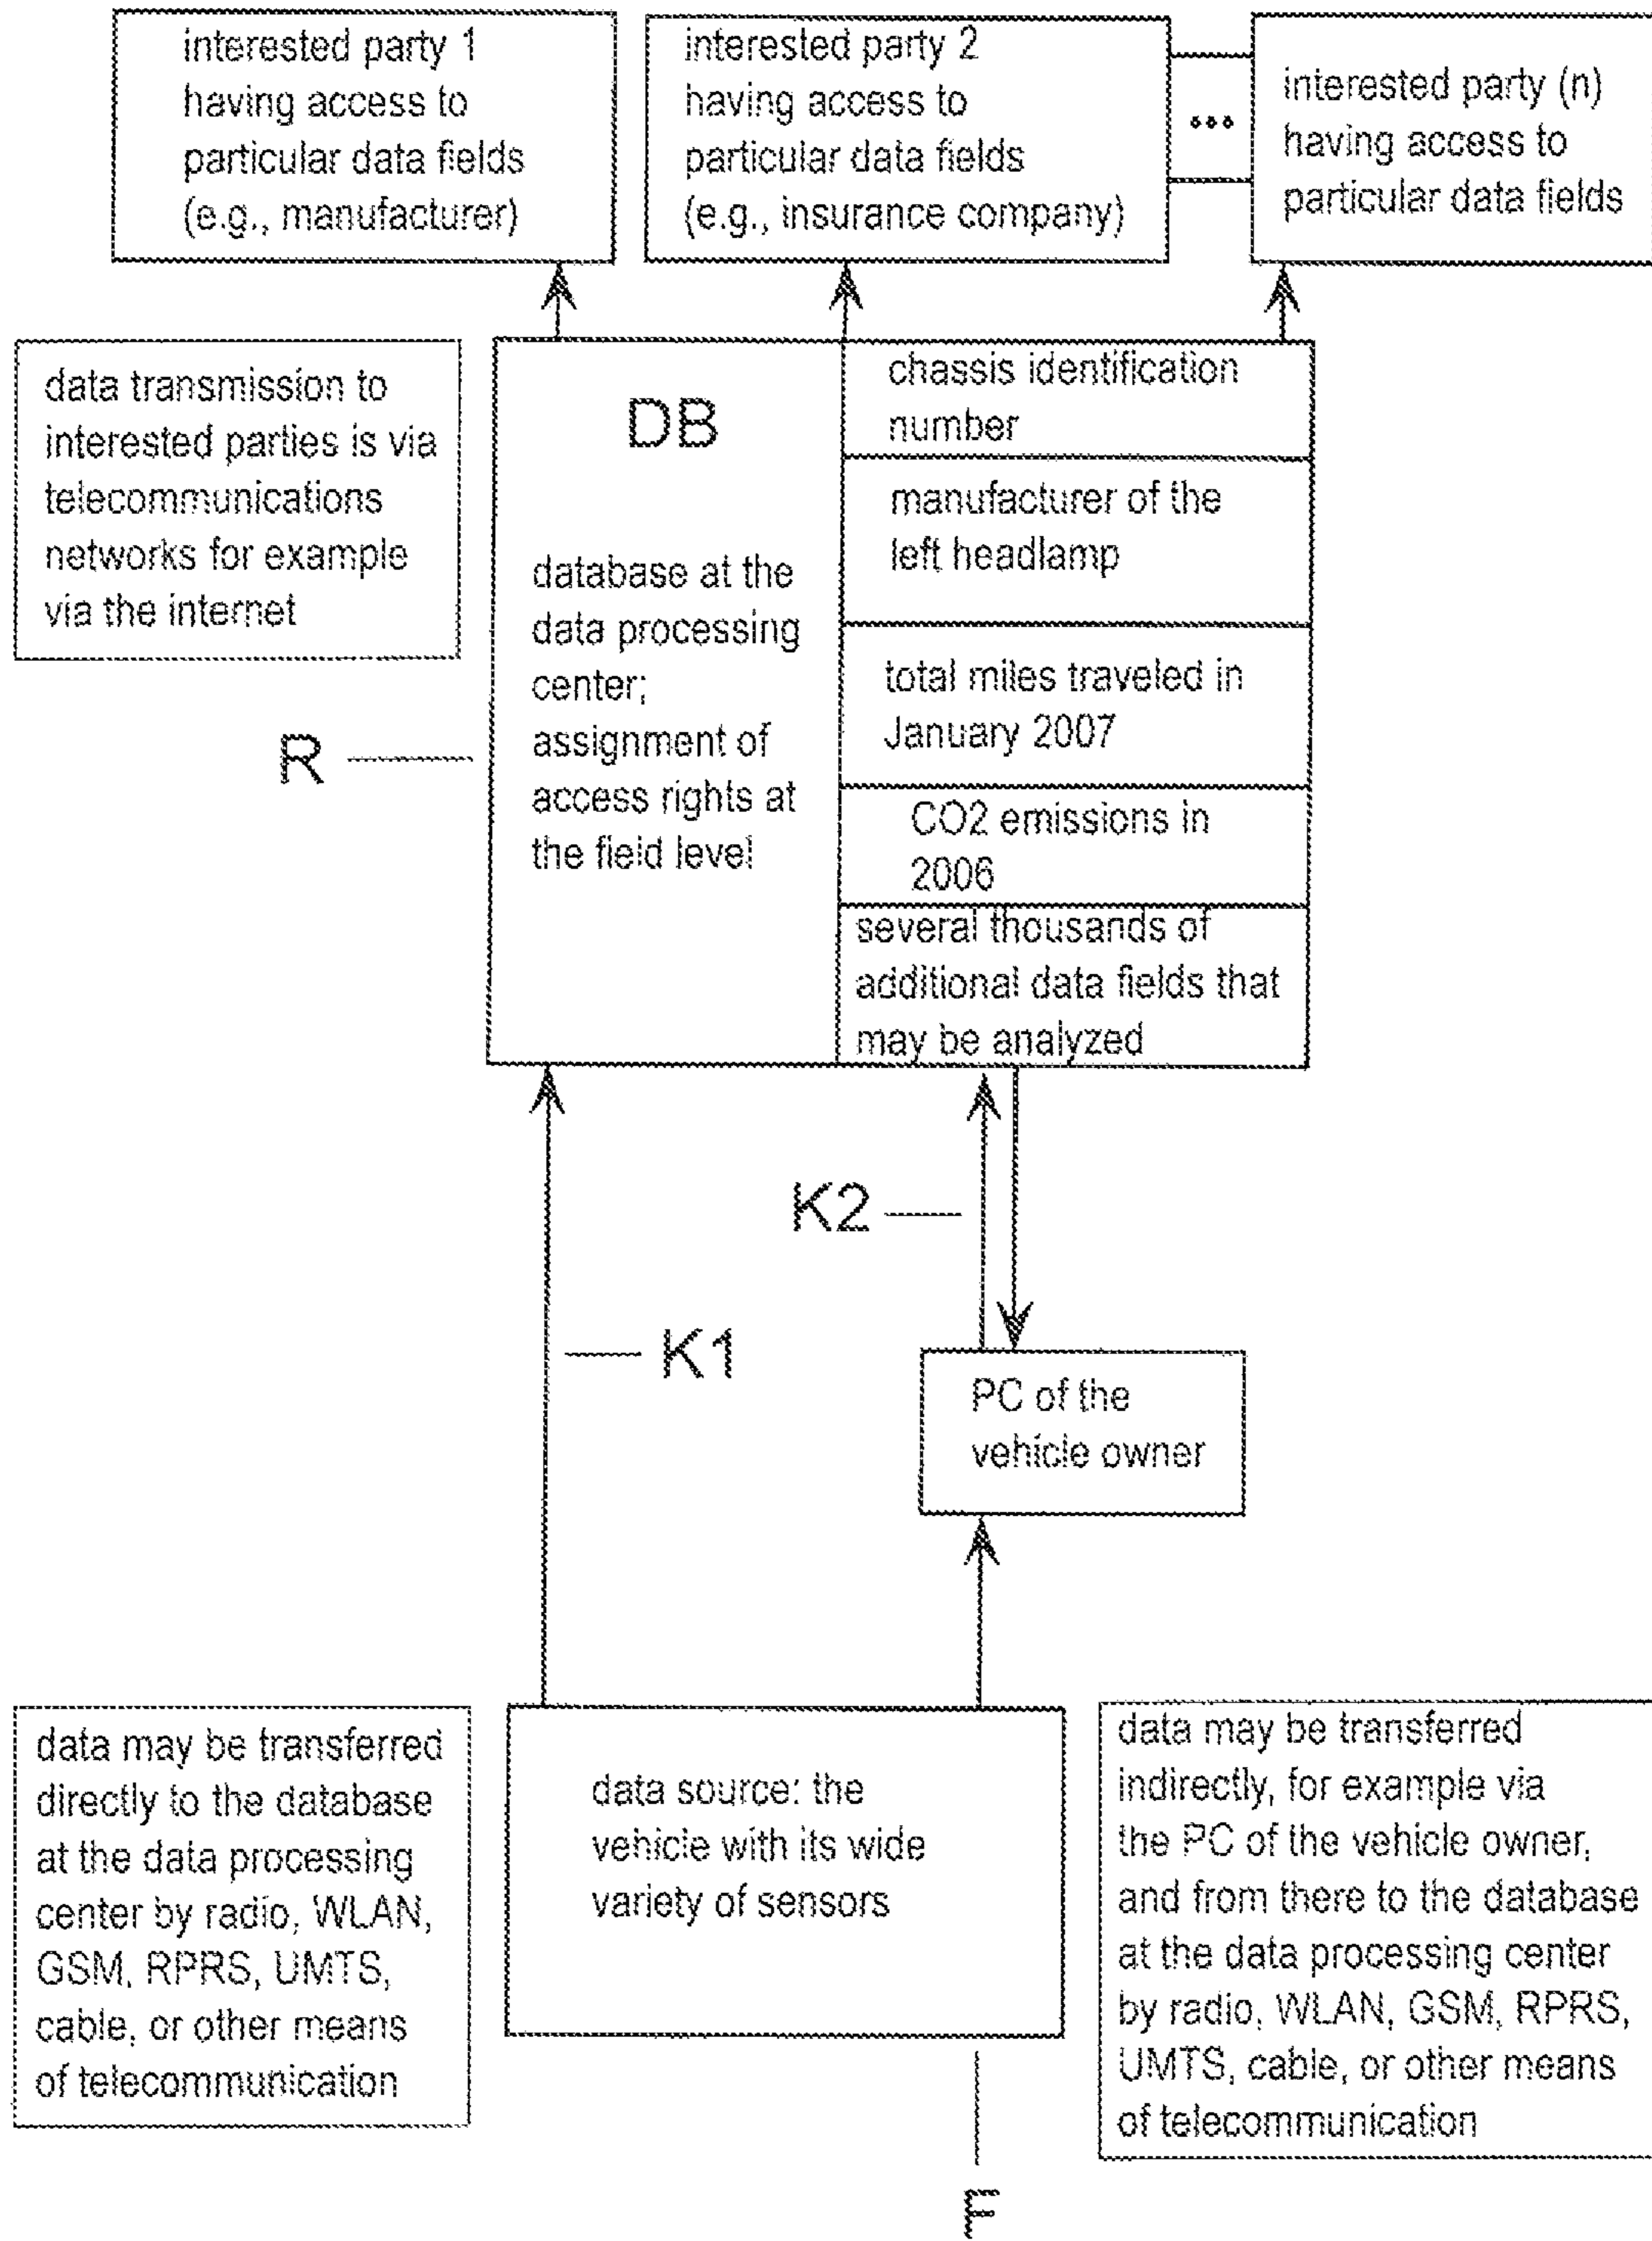 interested party 1
having access to
particular data fields
(e.g., manufacturer)
interested party 2
having access to
particular data fields
(e.g., insurance company)
...
interested party (n)
having access to
particular data fields
data transmission to
interested parties is via
telecommunications
networks for example
via the internet
R
DB
database at the
data processing
center;
assignment of
access rights at
the field level
chassis identification
number
manufacturer of the
left headlamp
total miles traveled in
January 2007
CO2 emissions in
2006
several thousands of
additional data fields that
may be analyzed
K2
K1
PC of the
vehicle owner
data may be transferred
directly to the database
at the data processing
center by radio, WLAN,
GSM, RPRS, UMTS,
cable, or other means
of telecommunication
data source: the
vehicle with its wide
variety of sensors
data may be transferred
indirectly, for example via
the PC of the vehicle owner,
and from there to the database
at the data processing center
by radio, WLAN, GSM, RPRS,
UMTS, cable, or other means
of telecommunication
F